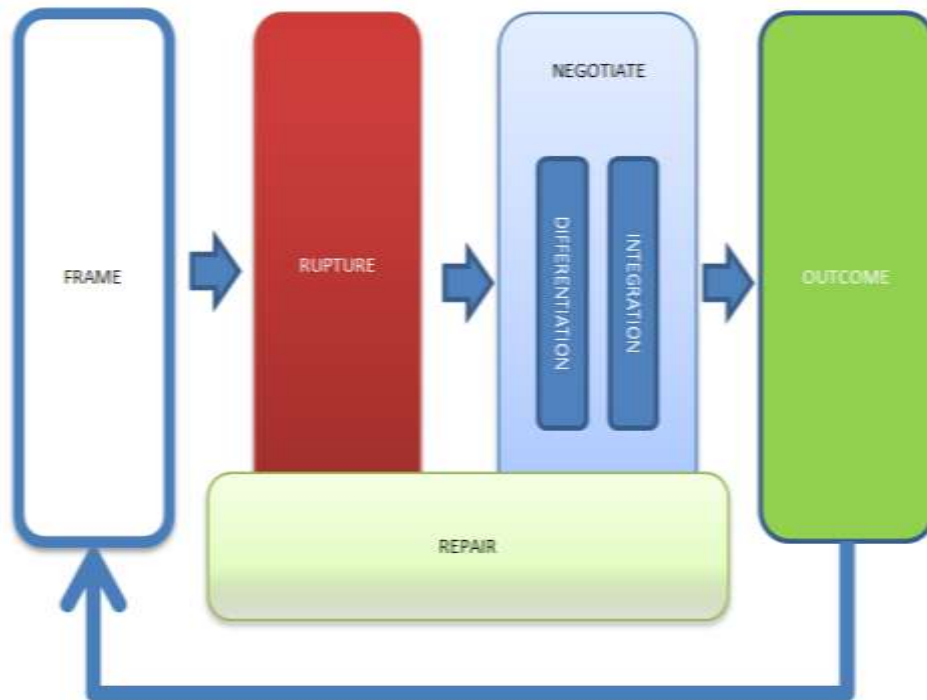 FRAME
RUPTURE
NEGOTIATE
DIFFERENTIATION
INTEGRATION
OUTCOME
REPAIR